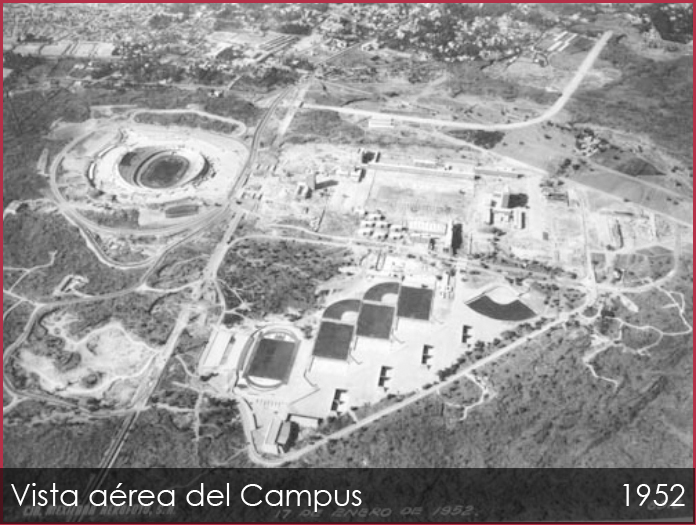 Vista aérea del Campus 1952
17 DE ENERO DE 1952.